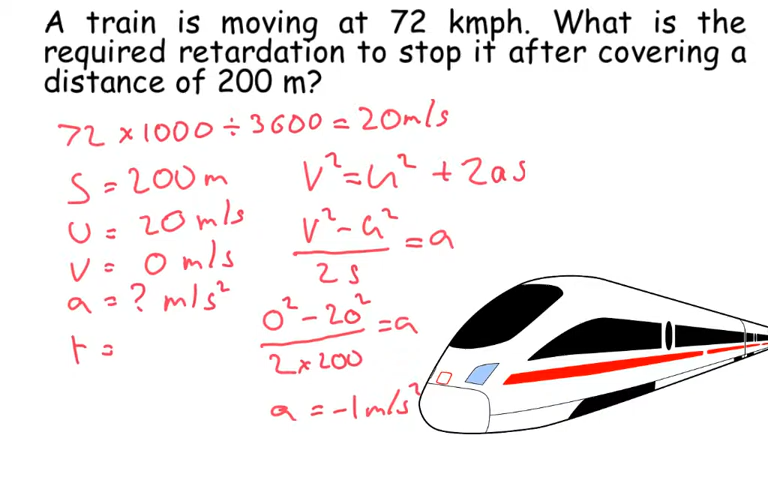 A train is moving at 72 kmph. What is the
required retardation to stop it after covering a
distance of 200 m?
72 × 1000 ÷ 3600 = 20m/s
S = 200m
U = 20 m/s
V = 0 m/s
a = ? m/s²
t =
V² = u² + 2as
V² - u² / 2s = a
0² - 20² / 2 × 200 = a
a = -1m/s²